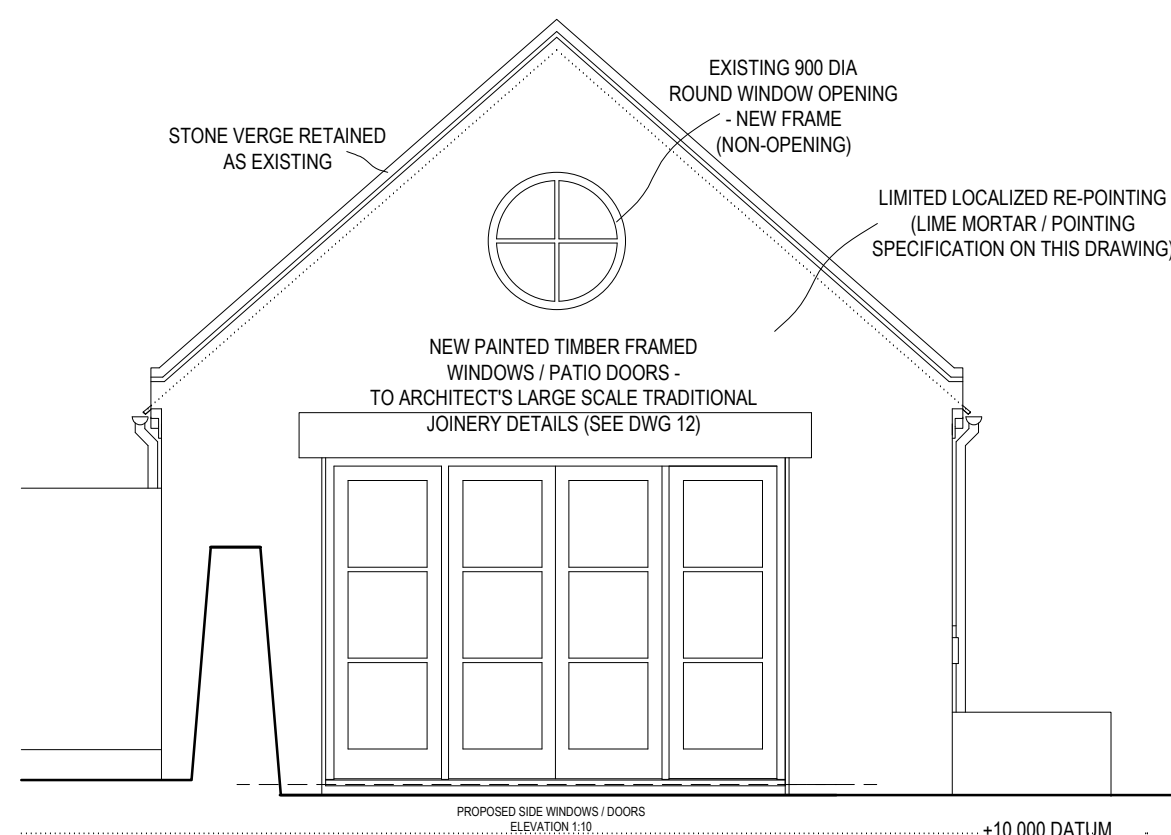 EXISTING 900 DIA
ROUND WINDOW OPENING
- NEW FRAME
(NON-OPENING)
STONE VERGE RETAINED
AS EXISTING
LIMITED LOCALIZED RE-POINTING
(LIME MORTAR / POINTING
SPECIFICATION ON THIS DRAWING)
NEW PAINTED TIMBER FRAMED
WINDOWS / PATIO DOORS -
TO ARCHITECT'S LARGE SCALE TRADITIONAL
JOINERY DETAILS (SEE DWG 12)
PROPOSED SIDE WINDOWS / DOORS
ELEVATION 1:10
+10.000 DATUM